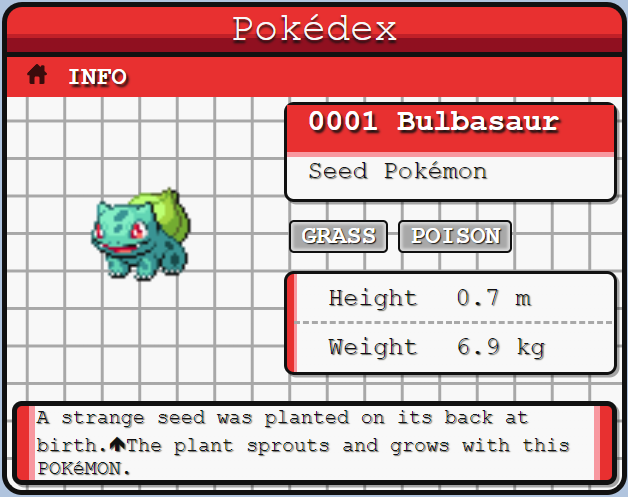 Pokédex
INFO
0001 Bulbasaur
Seed Pokémon
GRASS POISON
Height 0.7 m
Weight 6.9 kg
A strange seed was planted on its back at
birth.🢁The plant sprouts and grows with this
POKéMON.